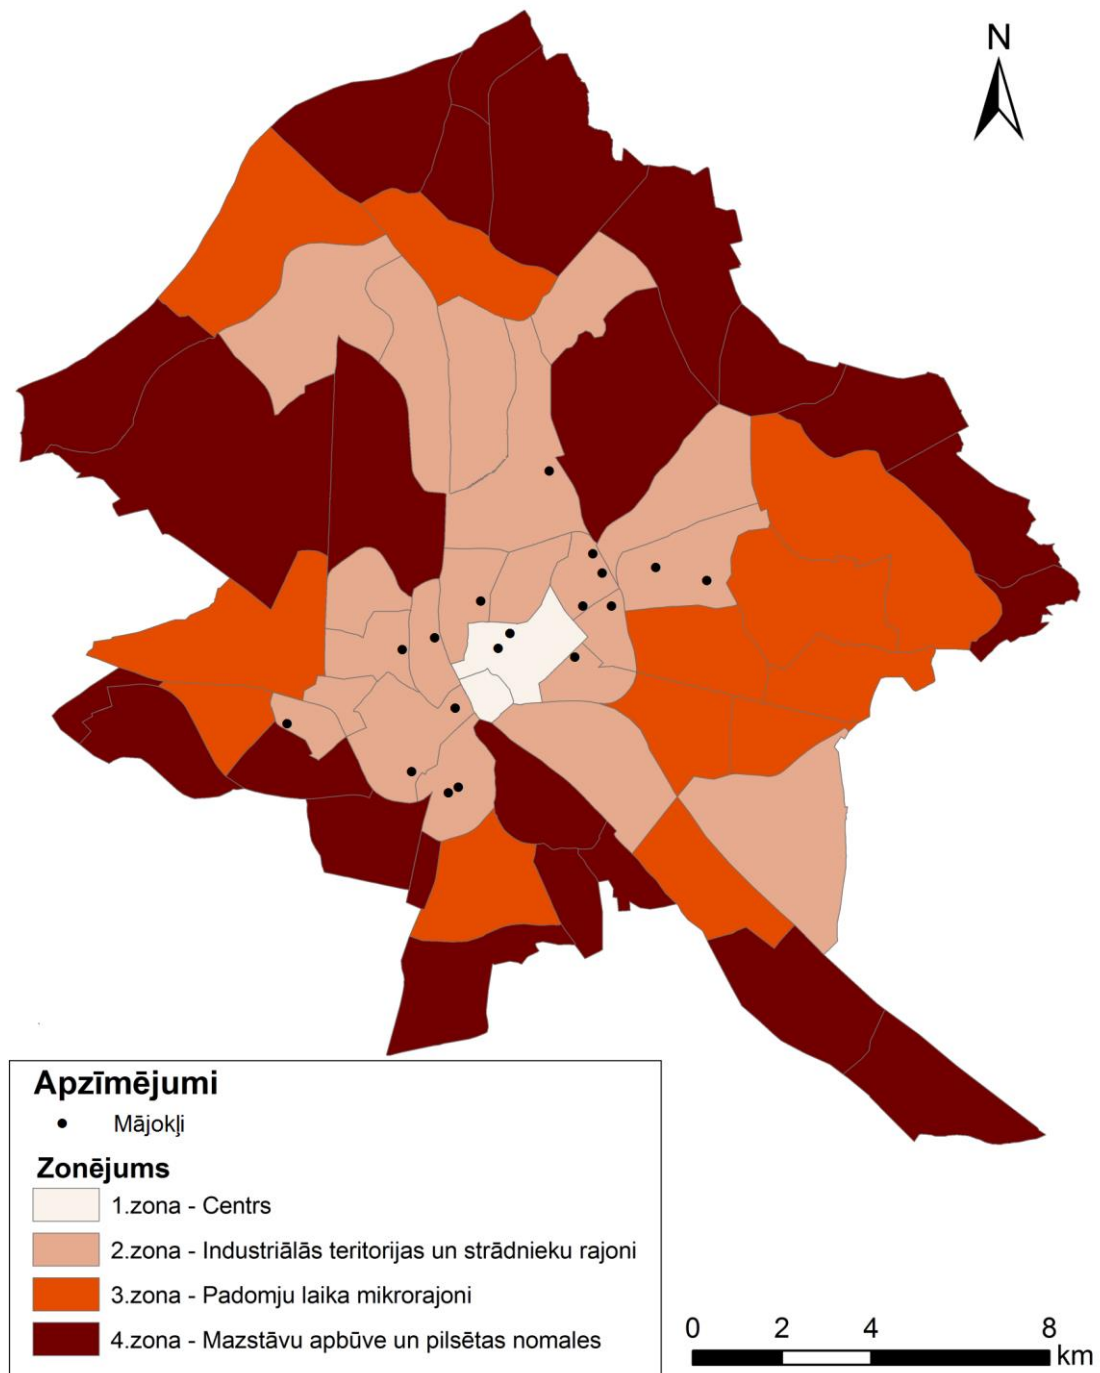 N
Apzīmējumi
Mājokļi
Zonējums
1.zona - Centrs
2.zona - Industriālās teritorijas un strādnieku rajoni
3.zona - Padomju laika mikrorajoni
4.zona - Mazstāvu apbūve un pilsētas nomales
0 2 4 8
km